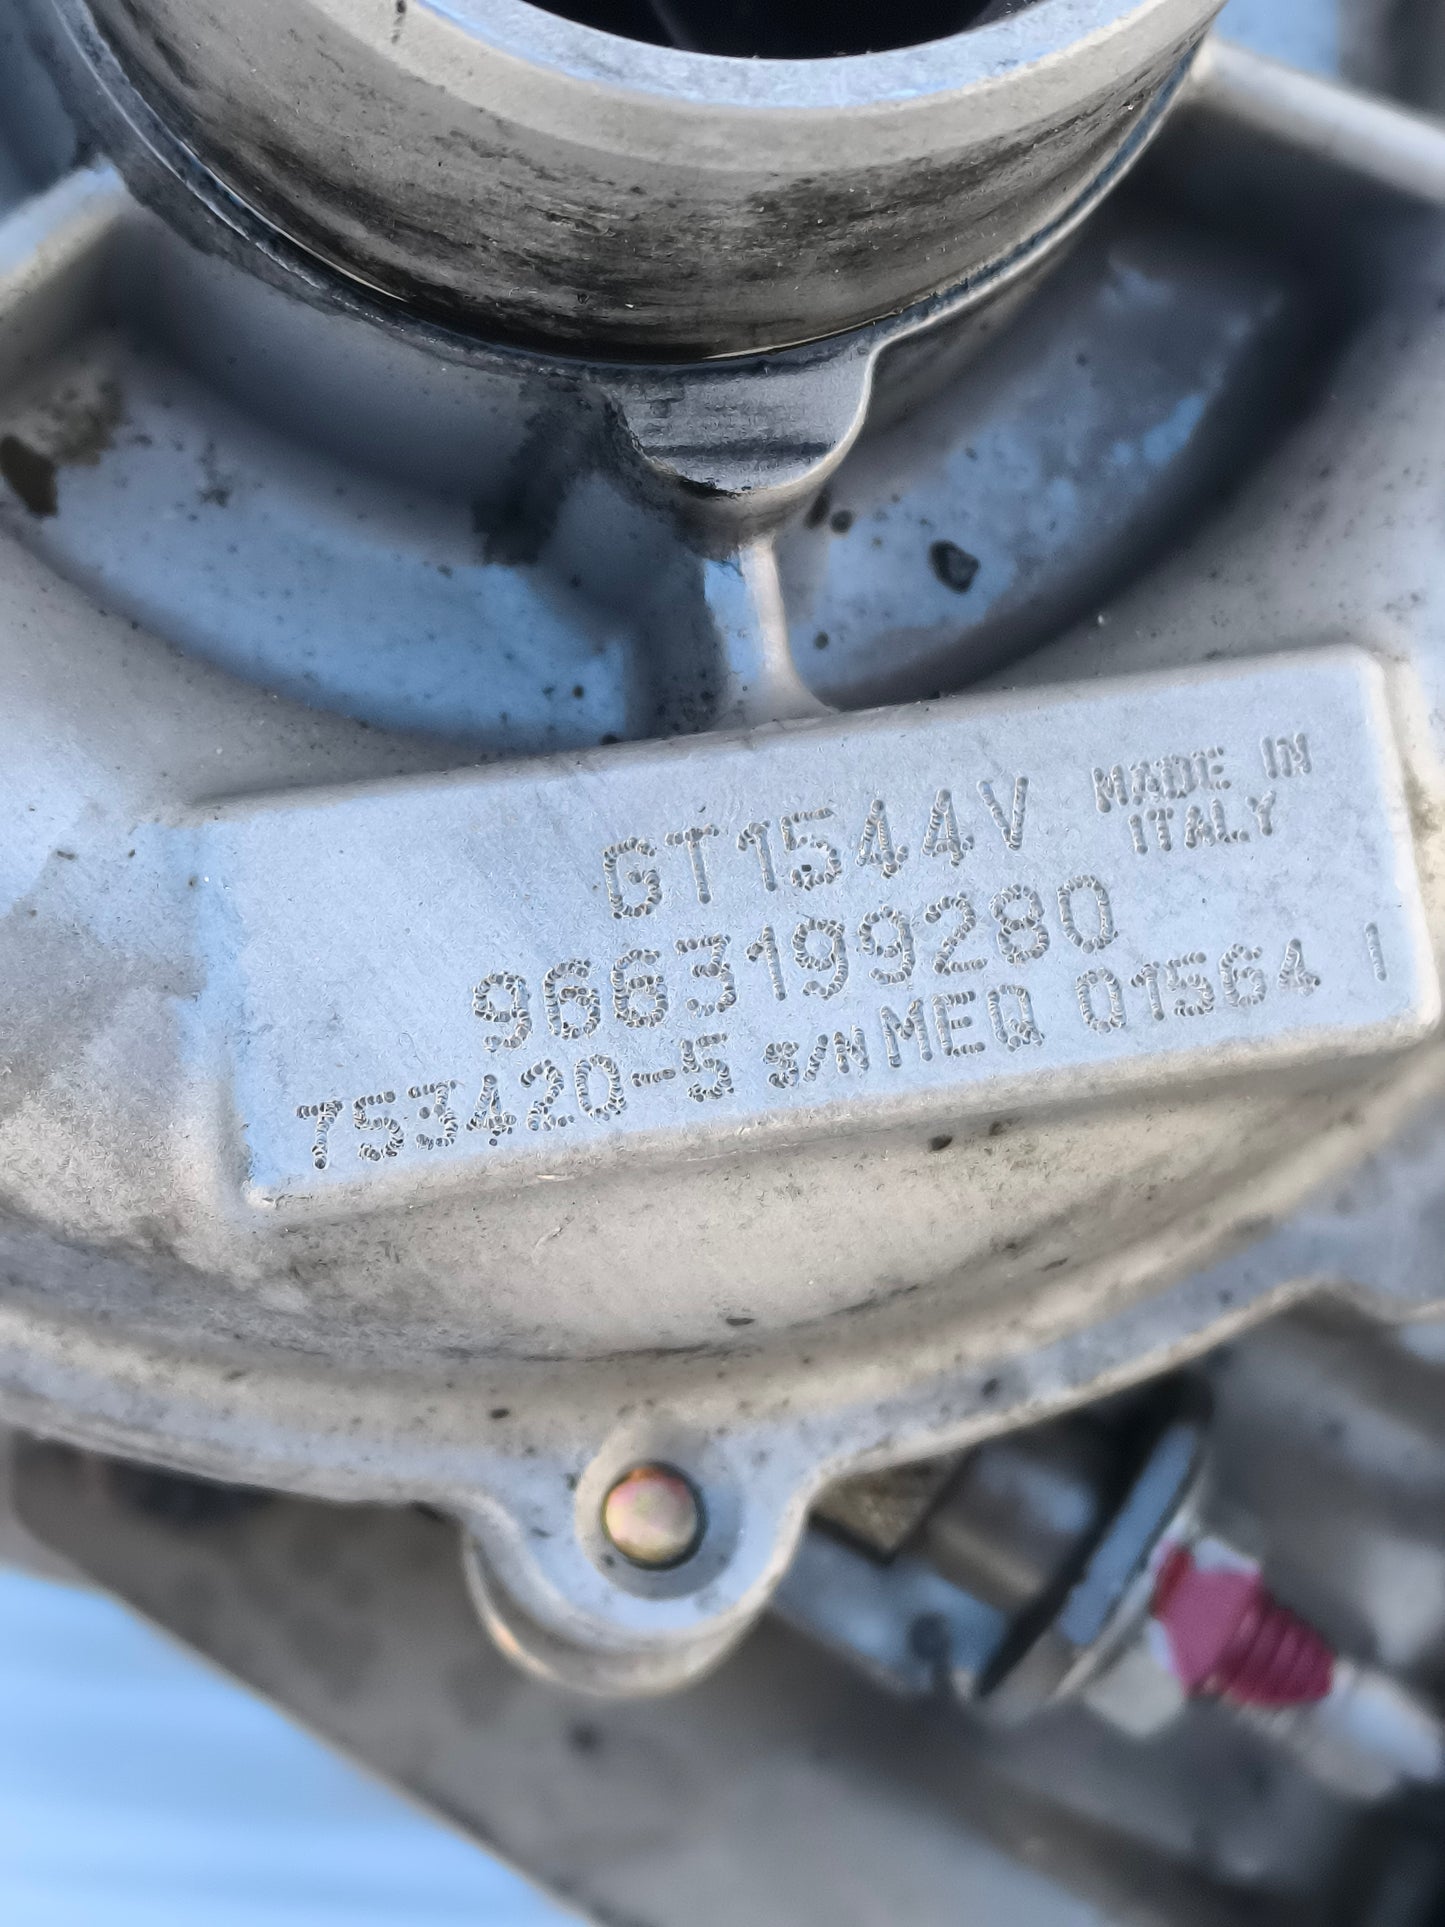 GT1544V MADE IN
ITALY
9663199280
753420-5 S/N MEQ 01564 I